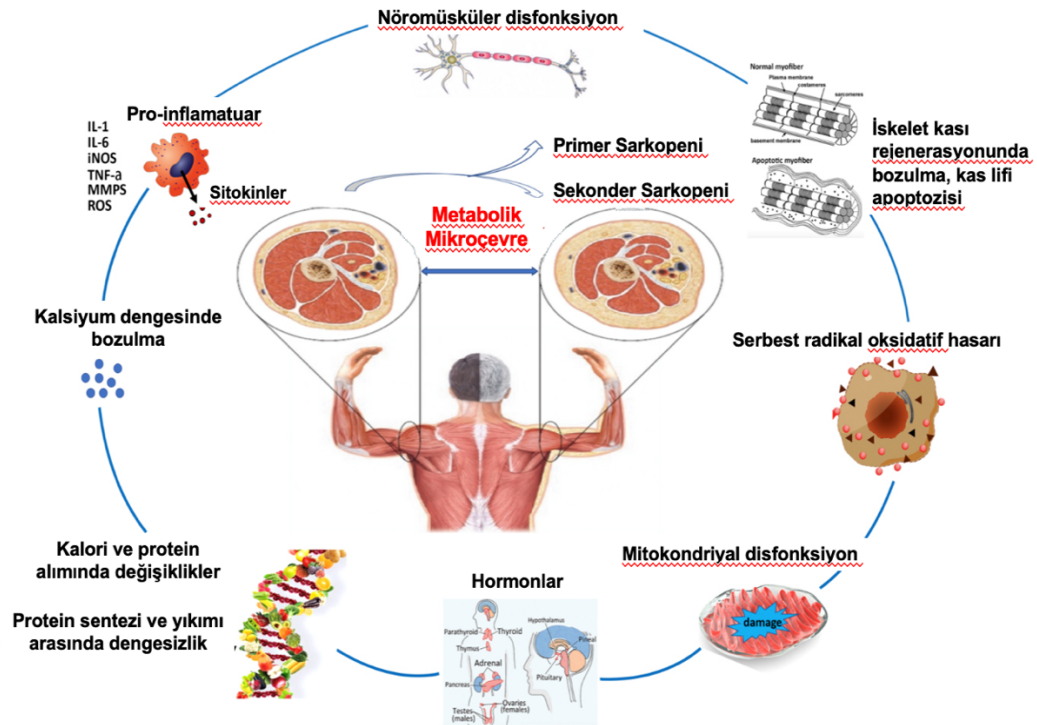 Nöromüsküler disfonksiyon
Normal myofiber
Plasma membrane
costameres
sarcomeres
basement membrane
Apoptotic myofiber
İskelet kası
rejenerasyonunda
bozulma, kas lifi
apoptozisi
Pro-inflamatuar
IL-1
IL-6
iNOS
TNF-a
MMPS
ROS
Sitokinler
Primer Sarkopeni
Sekonder Sarkopeni
Metabolik
Mikroçevre
Kalsiyum dengesinde
bozulma
Serbest radikal oksidatif hasarı
Kalori ve protein
alımında değişiklikler
Protein sentezi ve yıkımı
arasında dengesizlik
Hormonlar
Parathyroid
Thyroid
Thymus
Adrenal
Pancreas
Ovaries
(females)
Testes
(males)
Hypothalamus
Pineal
Pituitary
Mitokondriyal disfonksiyon
damage